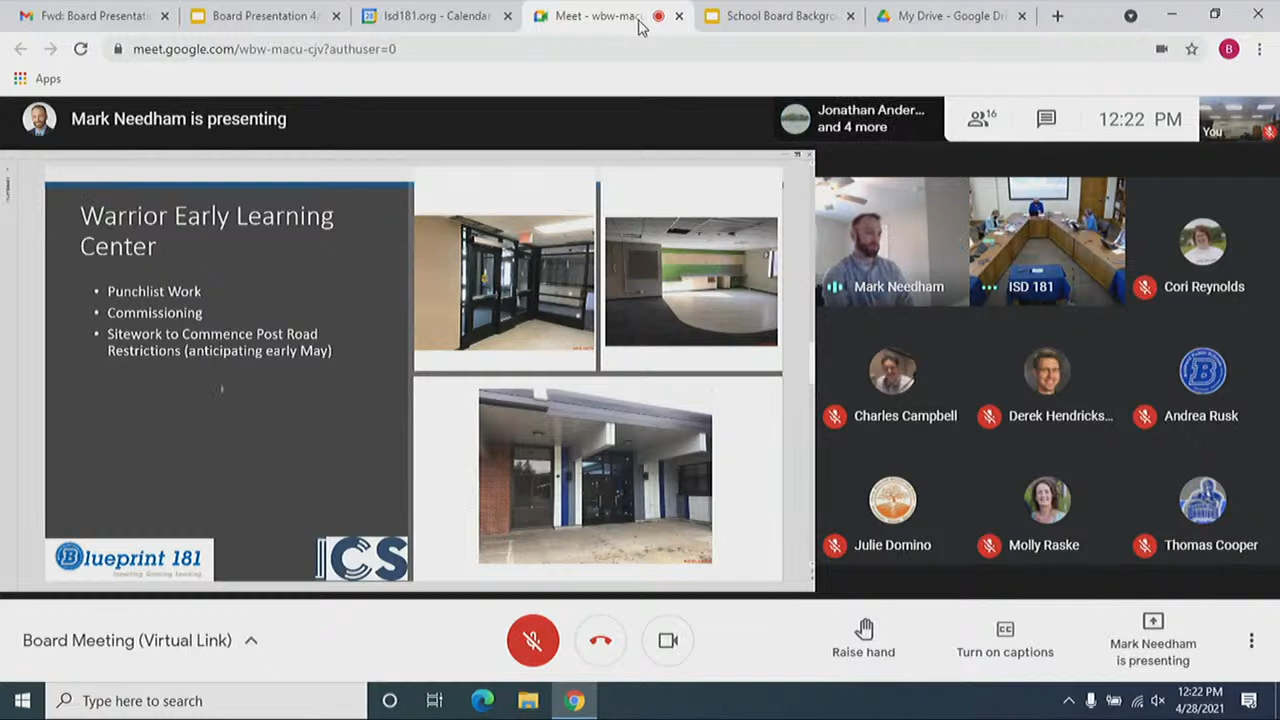 Fwd: Board Presentati
Board Presentation 4/
Isd181.org - Calenda
Meet - wbw-mac
School Board Backgro
My Drive - Google Dri
meet.google.com/wbw-macu-cjv?authuser=0
B
Apps
Mark Needham is presenting
Jonathan Ander...
and 4 more
16
12:22 PM
You
Warrior Early Learning
Center
• Punchlist Work
• Commissioning
• Sitework to Commence Post Road
Restrictions (anticipating early May)
Blueprint 181
ICS
Mark Needham
ISD 181
Cori Reynolds
Charles Campbell
Derek Hendricks...
Andrea Rusk
Julie Domino
Molly Raske
Thomas Cooper
Board Meeting (Virtual Link)
Raise hand
Turn on captions
Mark Needham
is presenting
Type here to search
12:22 PM
4/28/2021